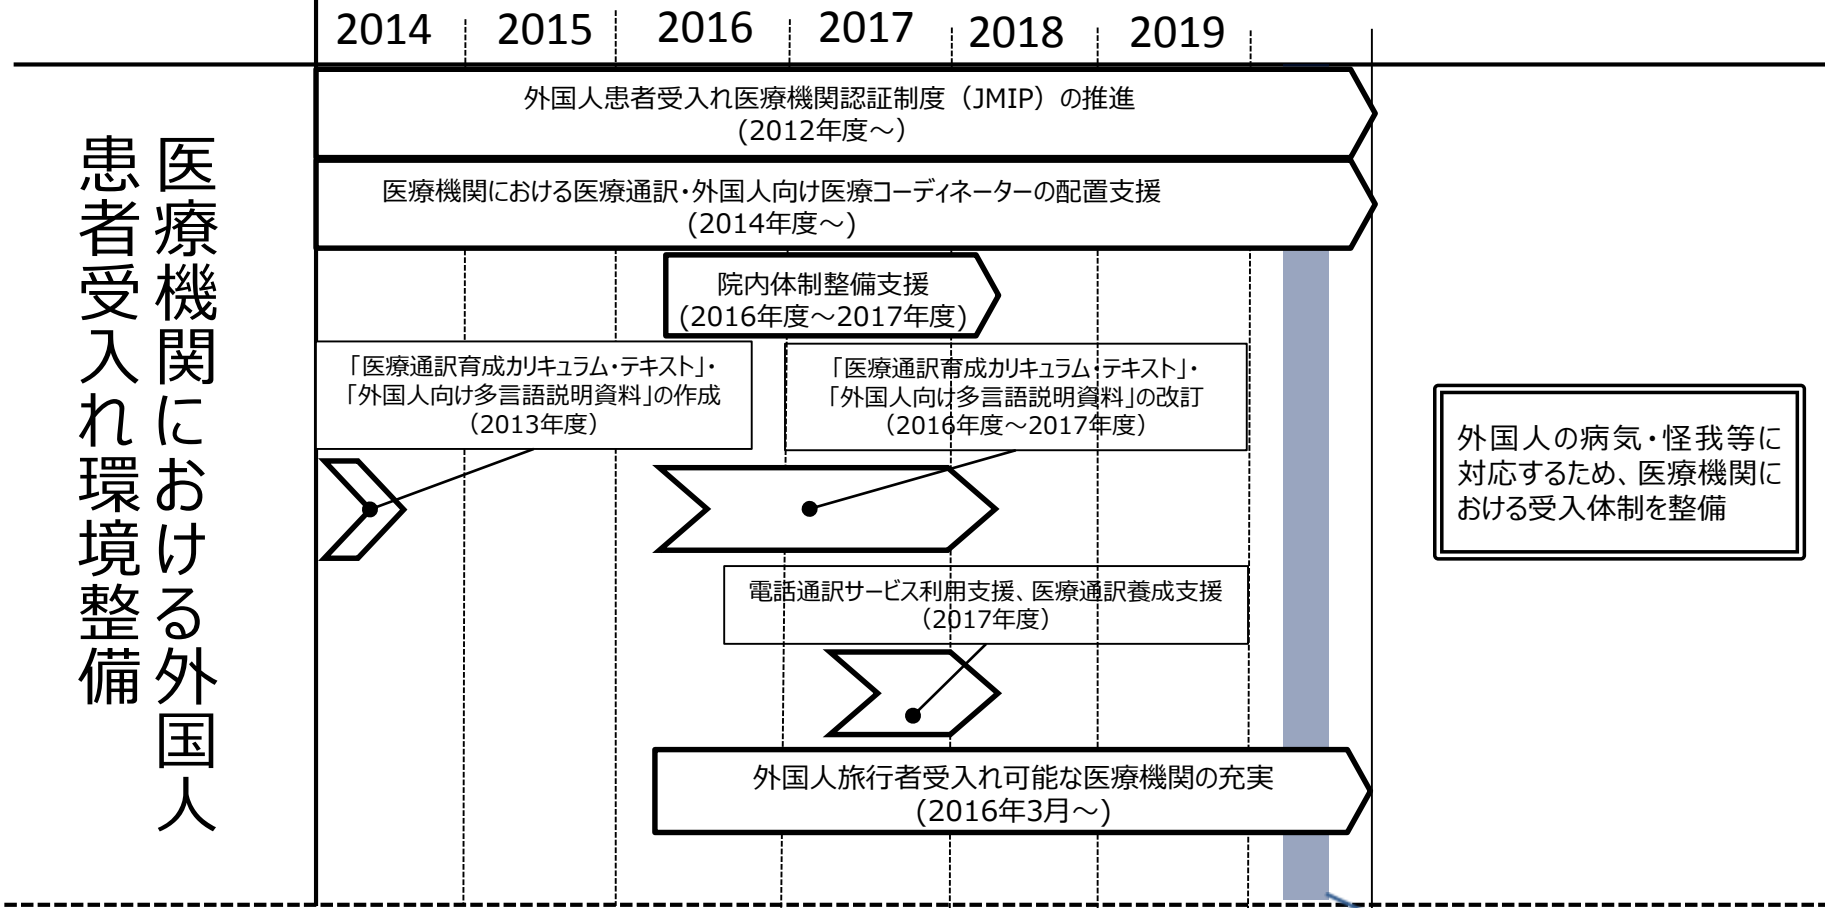 2014 2015 2016 2017 2018 2019
医療機関における外国人
患者受入れ環境整備
外国人患者受入れ医療機関認証制度（JMIP）の推進
(2012年度～）
医療機関における医療通訳・外国人向け医療コーディネーターの配置支援
(2014年度～)
院内体制整備支援
(2016年度～2017年度)
「医療通訳育成カリキュラム・テキスト」・
「外国人向け多言語説明資料」の作成
（2013年度）
「医療通訳育成カリキュラム・テキスト」・
「外国人向け多言語説明資料」の改訂
（2016年度～2017年度）
電話通訳サービス利用支援、医療通訳養成支援
（2017年度）
外国人旅行者受入れ可能な医療機関の充実
(2016年3月～)
外国人の病気・怪我等に
対応するため、医療機関に
おける受入体制を整備